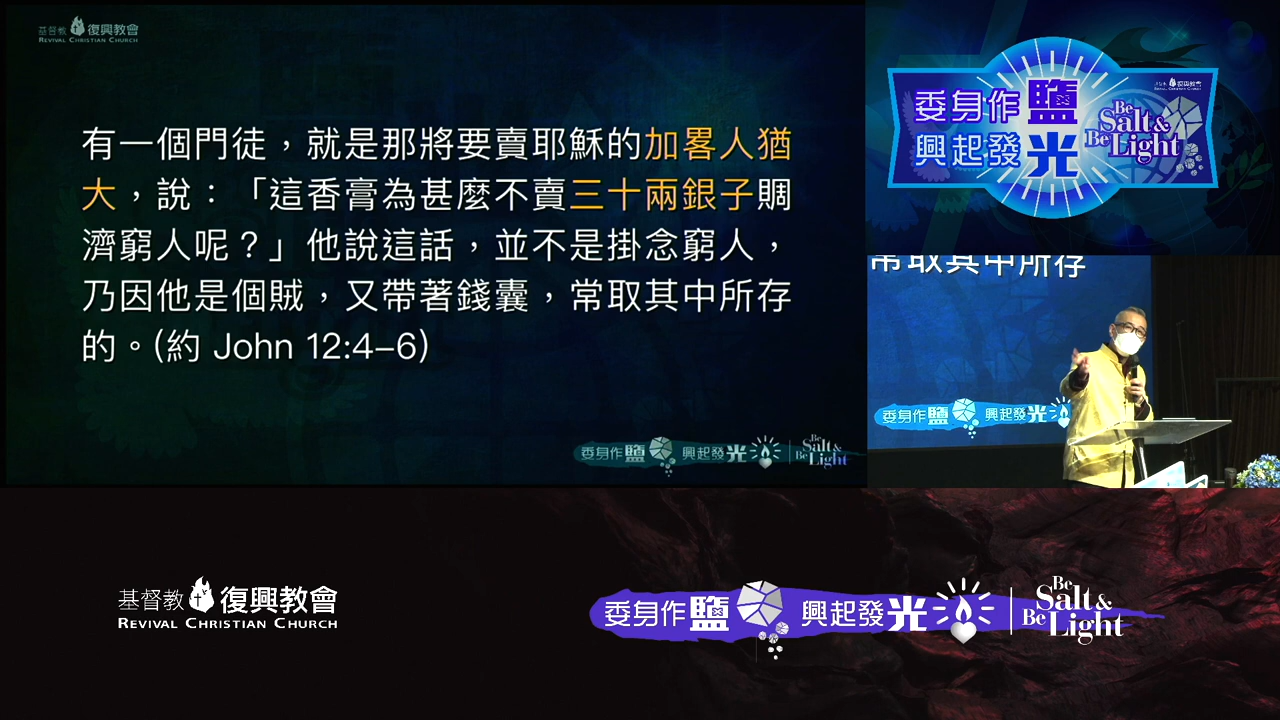 基督教 復興教會
REVIVAL CHRISTIAN CHURCH
有一個門徒，就是那將要賣耶穌的加畧人猶
大，說：「這香膏為甚麼不賣三十兩銀子賙
濟窮人呢？」他說這話，並不是掛念窮人，
乃因他是個賊，又帶著錢囊，常取其中所存
的。(約 John 12:4–6)
委身作鹽 興起發光 Be Salt & Be Light
復興教會
委身作鹽
興起發光
Be
Salt&
Be Light
常取其中所存
委身作鹽 興起發光
基督教 復興教會
REVIVAL CHRISTIAN CHURCH
委身作鹽 興起發光
Be
Salt&
Be Light